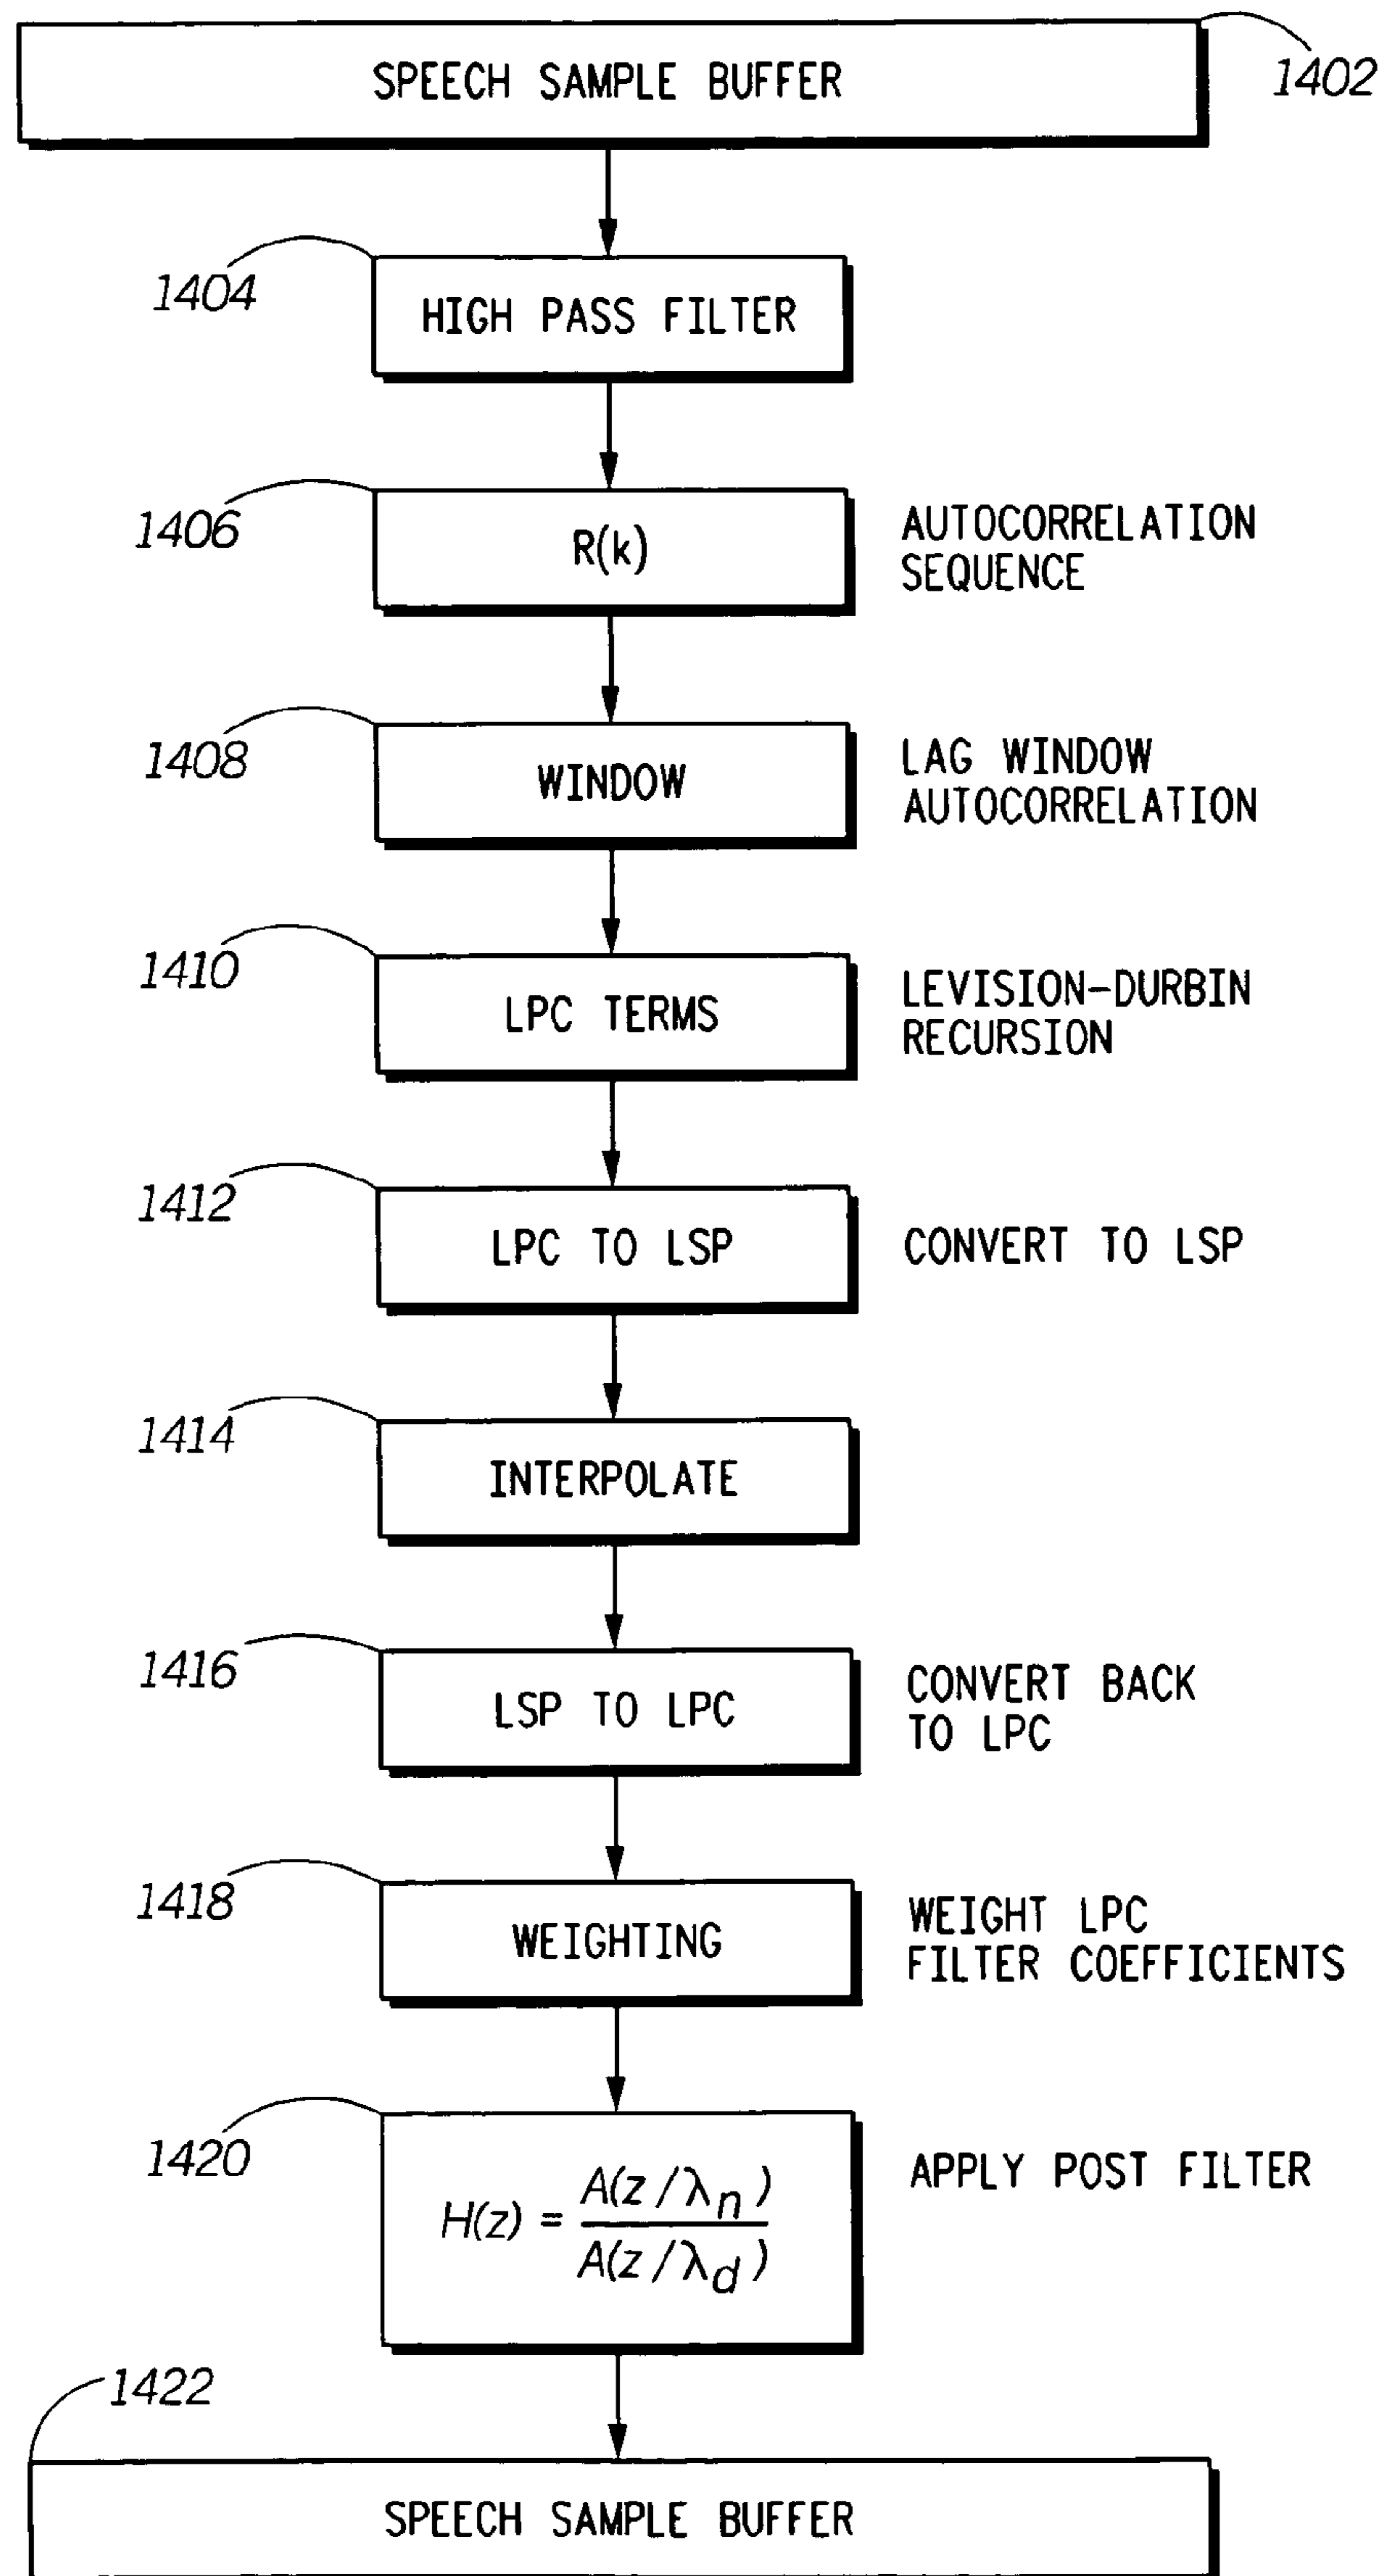 SPEECH SAMPLE BUFFER
1402
1404
HIGH PASS FILTER
1406
R(k)
AUTOCORRELATION
SEQUENCE
1408
WINDOW
LAG WINDOW
AUTOCORRELATION
1410
LPC TERMS
LEVISION-DURBIN
RECURSION
1412
LPC TO LSP
CONVERT TO LSP
1414
INTERPOLATE
1416
LSP TO LPC
CONVERT BACK
TO LPC
1418
WEIGHTING
WEIGHT LPC
FILTER COEFFICIENTS
1420
H(z) = A(z/λn) / A(z/λd)
APPLY POST FILTER
1422
SPEECH SAMPLE BUFFER